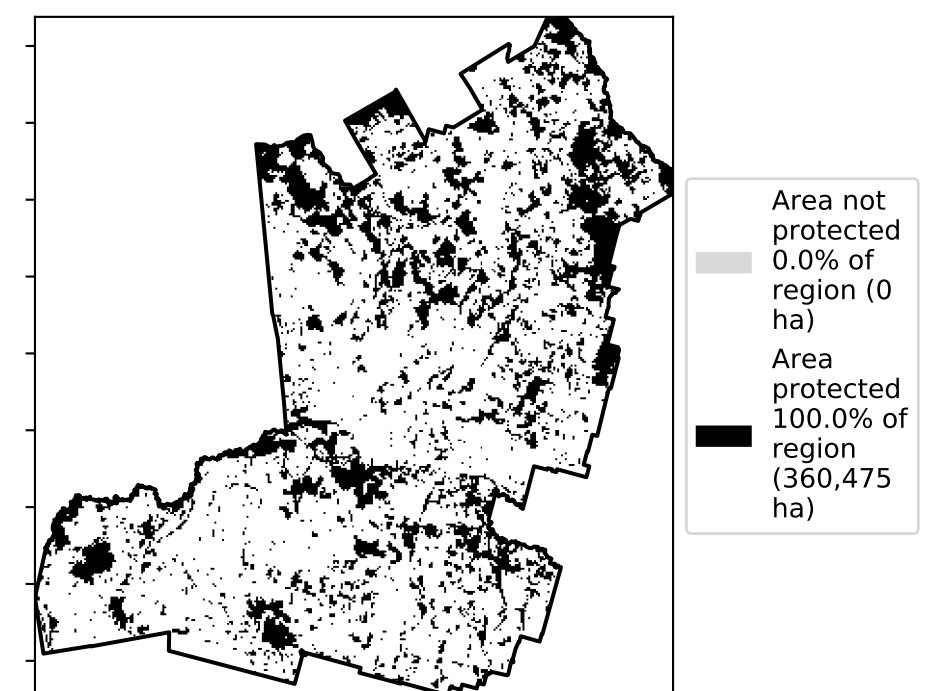 Area not
protected
0.0% of
region (0
ha)
Area
protected
100.0% of
region
(360,475
ha)